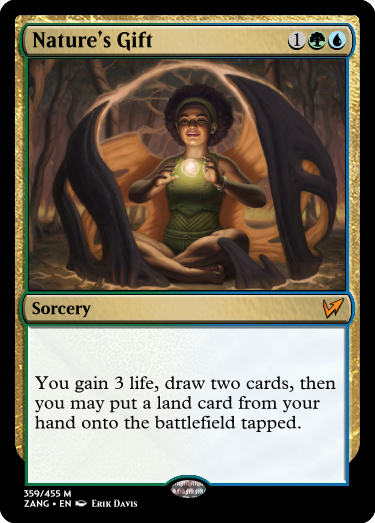 Nature's Gift 1
Sorcery
You gain 3 life, draw two cards, then
you may put a land card from your
hand onto the battlefield tapped.
359/455 M
ZANG • EN Erik Davis